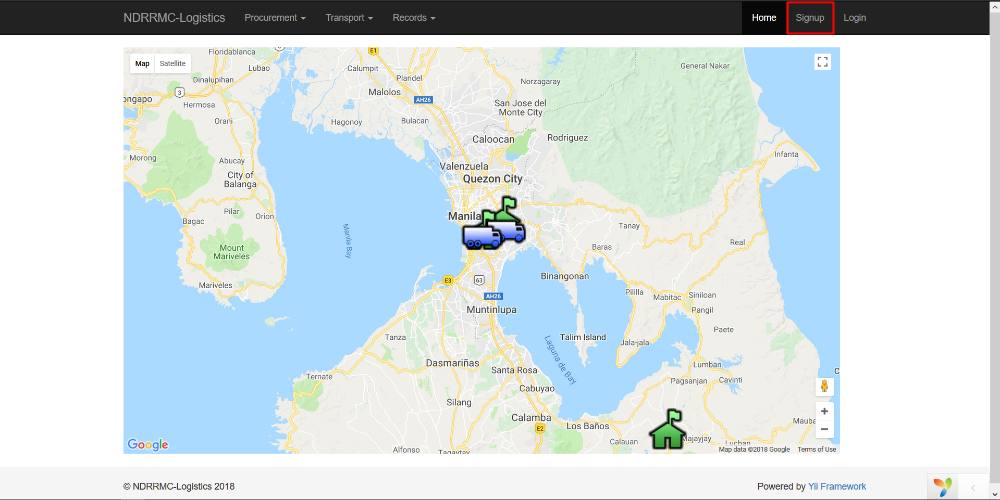 NDRRMC-Logistics Procurement Transport Records Home Signup Login
Map Satellite
Floridablanca
E1
Lubao
Calumpit
General Nakar
Dinalupihan
Plaridel
Norzagaray
3
Malolos
AH26
ongapo
Hermosa
San Jose del
Monte City
Orani
Hagonoy
Bulacan
Caloocan
Rodriguez
Morong
Abucay
Infanta
Valenzuela
City of
Balanga
Quezon City
Pilar
Orion
Manila
Bagac
Tanay
Manila Bay
Real
Baras
Mount
Mariveles
Binangonan
E3
63
Mariveles
AH26
Pililla
Mabitac
Siniloan
Muntinlupa
Pangil
Paete
Tanza
Talim Island
Jala-jala
Laguna de Bay
Dasmariñas
Lumban
Santa Rosa
C
Ternate
Pagsanjan
Cavinti
Cabuyao
Silang
Calamba
Mauba
Los Baños
E2
Majayjay
Calauan
Lucban
Google
Alfonso
Tagaytay
Map data ©2018 Google Terms of Use
© NDRRMC-Logistics 2018
Powered by Yii Framework